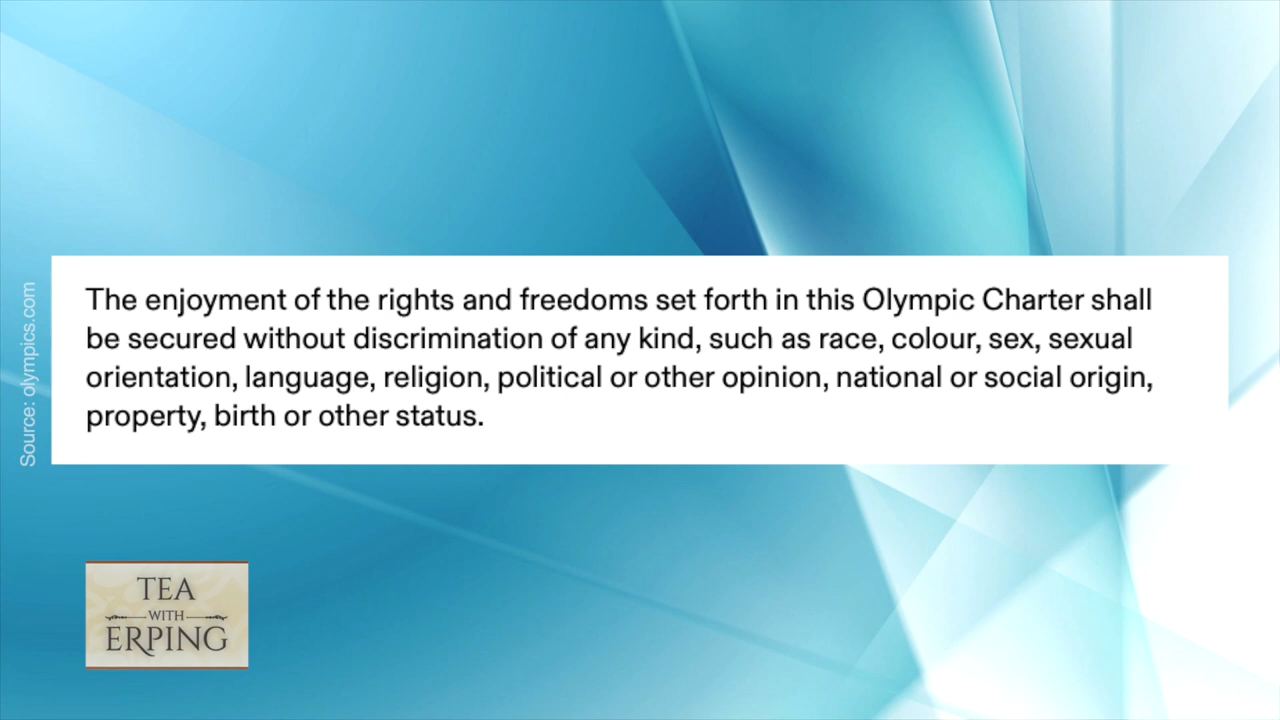 The enjoyment of the rights and freedoms set forth in this Olympic Charter shall
be secured without discrimination of any kind, such as race, colour, sex, sexual
orientation, language, religion, political or other opinion, national or social origin,
property, birth or other status.
Source: olympics.com
TEA
WITH
ERPING